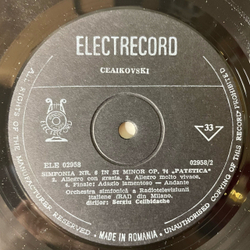 ELECTRECORD
CEAIKOVSKI
33
ELE 02958
02958/2
SIMFONIA NR. 6 IN SI MINOR OP. 74 „PATETICA"
2. Allegro con grazia, 3. Allegro molto vivace,
4. Finale: Adagio lamentoso — Andante
Orchestra simfonică a Radioteleviziunii
italiene (RAI) din Milano,
dirijor: Sergiu Celibidache
ALL RIGHTS OF THE MANUFACTURER RESERVED • MADE IN ROMANIA • UNAUTHORISED COPYING OF THIS RECORD PROHIBITED